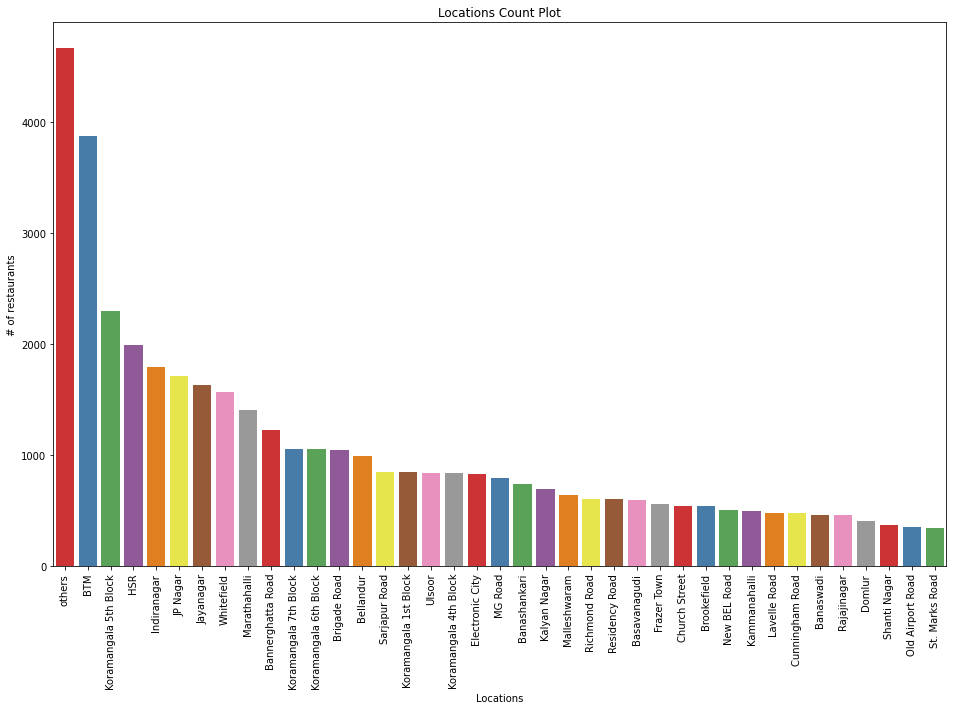 Locations Count Plot
# of restaurants
4000
3000
2000
1000
0
others
BTM
Koramangala 5th Block
HSR
Indiranagar
JP Nagar
Jayanagar
Whitefield
Marathahalli
Bannerghatta Road
Koramangala 7th Block
Koramangala 6th Block
Brigade Road
Bellandur
Sarjapur Road
Koramangala 1st Block
Ulsoor
Koramangala 4th Block
Electronic City
MG Road
Banashankari
Kalyan Nagar
Malleshwaram
Richmond Road
Residency Road
Basavanagudi
Frazer Town
Church Street
Brookefield
New BEL Road
Kammanahalli
Lavelle Road
Cunningham Road
Banaswadi
Rajajinagar
Domlur
Shanti Nagar
Old Airport Road
St. Marks Road
Locations